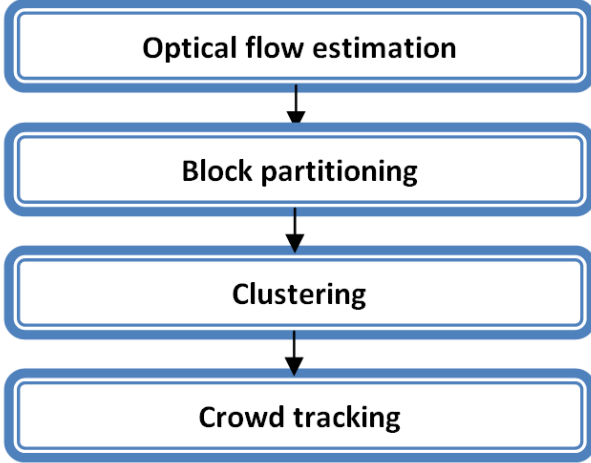 Optical flow estimation
Block partitioning
Clustering
Crowd tracking